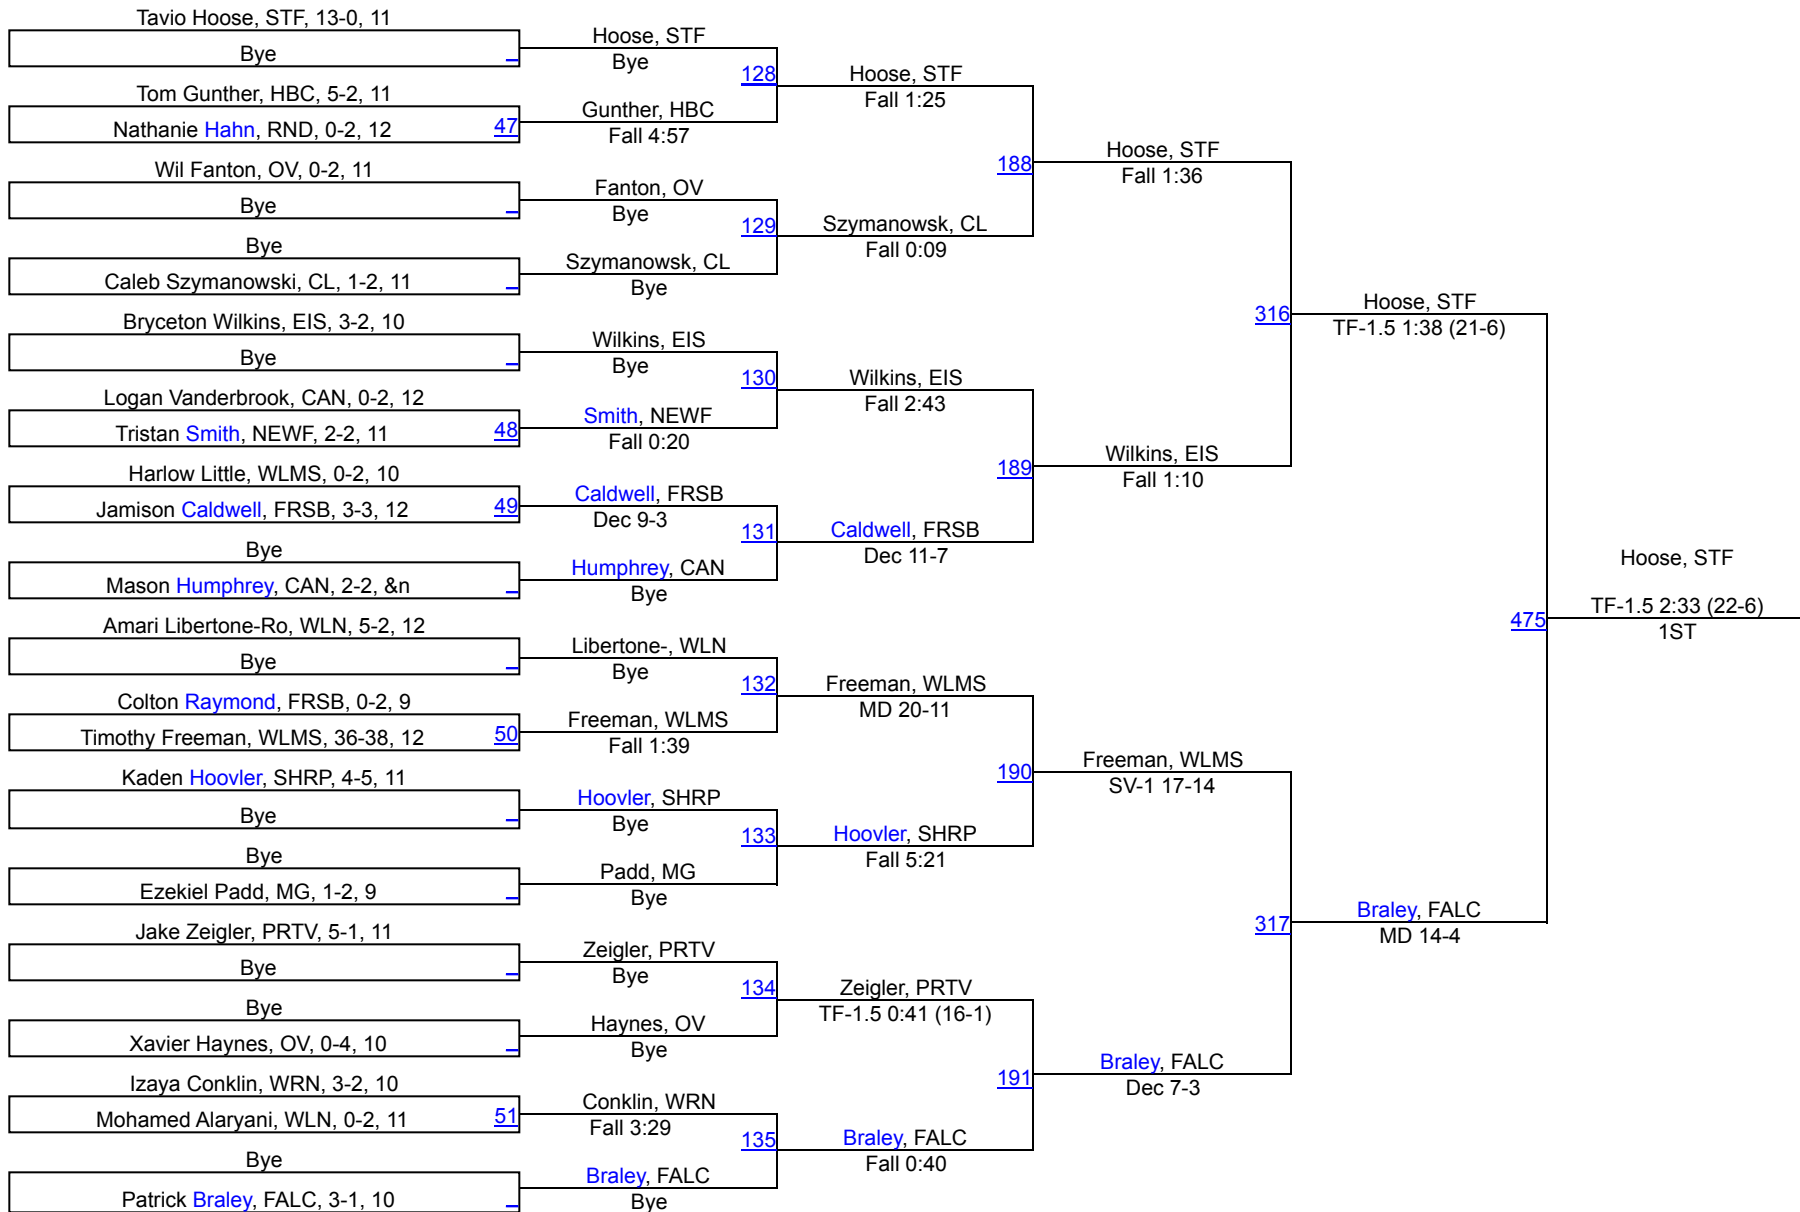 Tavio Hoose, STF, 13-0, 11
Bye
Tom Gunther, HBC, 5-2, 11
Nathanie Hahn, RND, 0-2, 12
47
Wil Fanton, OV, 0-2, 11
Bye
Bye
Caleb Szymanowski, CL, 1-2, 11
Bryceton Wilkins, EIS, 3-2, 10
Bye
Logan Vanderbrook, CAN, 0-2, 12
Tristan Smith, NEWF, 2-2, 11
48
Harlow Little, WLMS, 0-2, 10
Jamison Caldwell, FRSB, 3-3, 12
49
Bye
Mason Humphrey, CAN, 2-2, &n
Amari Libertone-Ro, WLN, 5-2, 12
Bye
Colton Raymond, FRSB, 0-2, 9
Timothy Freeman, WLMS, 36-38, 12
50
Kaden Hoovler, SHRP, 4-5, 11
Bye
Bye
Ezekiel Padd, MG, 1-2, 9
Jake Zeigler, PRTV, 5-1, 11
Bye
Bye
Xavier Haynes, OV, 0-4, 10
Izaya Conklin, WRN, 3-2, 10
Mohamed Alaryani, WLN, 0-2, 11
51
Bye
Patrick Braley, FALC, 3-1, 10
Hoose, STF
Bye
128
Gunther, HBC
Fall 4:57
Fanton, OV
Bye
129
Szymanowsk, CL
Bye
Wilkins, EIS
Bye
130
Smith, NEWF
Fall 0:20
Caldwell, FRSB
Dec 9-3
131
Humphrey, CAN
Bye
Libertone-, WLN
Bye
132
Freeman, WLMS
Fall 1:39
Hoovler, SHRP
Bye
133
Padd, MG
Bye
Zeigler, PRTV
Bye
134
Haynes, OV
Bye
Conklin, WRN
Fall 3:29
135
Braley, FALC
Bye
Hoose, STF
Fall 1:25
188
Szymanowsk, CL
Fall 0:09
Wilkins, EIS
Fall 2:43
189
Caldwell, FRSB
Dec 11-7
Freeman, WLMS
MD 20-11
190
Hoovler, SHRP
Fall 5:21
Zeigler, PRTV
TF-1.5 0:41 (16-1)
191
Braley, FALC
Fall 0:40
Hoose, STF
Fall 1:36
316
Wilkins, EIS
Fall 1:10
Freeman, WLMS
SV-1 17-14
317
Braley, FALC
Dec 7-3
Hoose, STF
TF-1.5 1:38 (21-6)
475
Braley, FALC
MD 14-4
Hoose, STF
TF-1.5 2:33 (22-6)
1ST